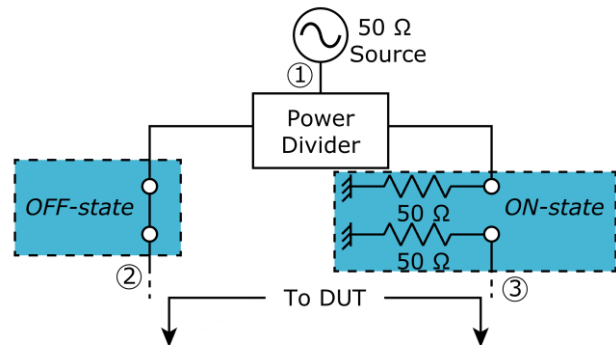 50 Ω
Source
①
Power
Divider
OFF-state
50 Ω
ON-state
50 Ω
②
③
To DUT